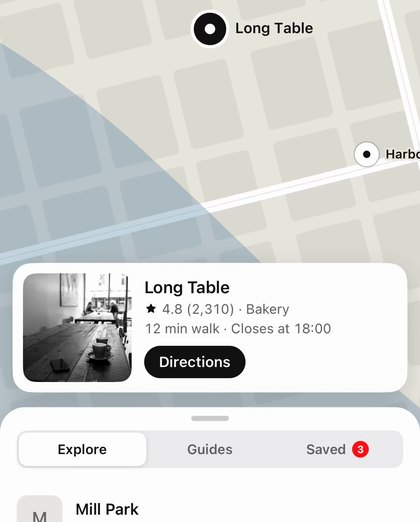 Long Table
Harbo
Long Table
★ 4.8 (2,310) · Bakery
12 min walk · Closes at 18:00
Directions
Explore
Guides
Saved 3
M
Mill Park